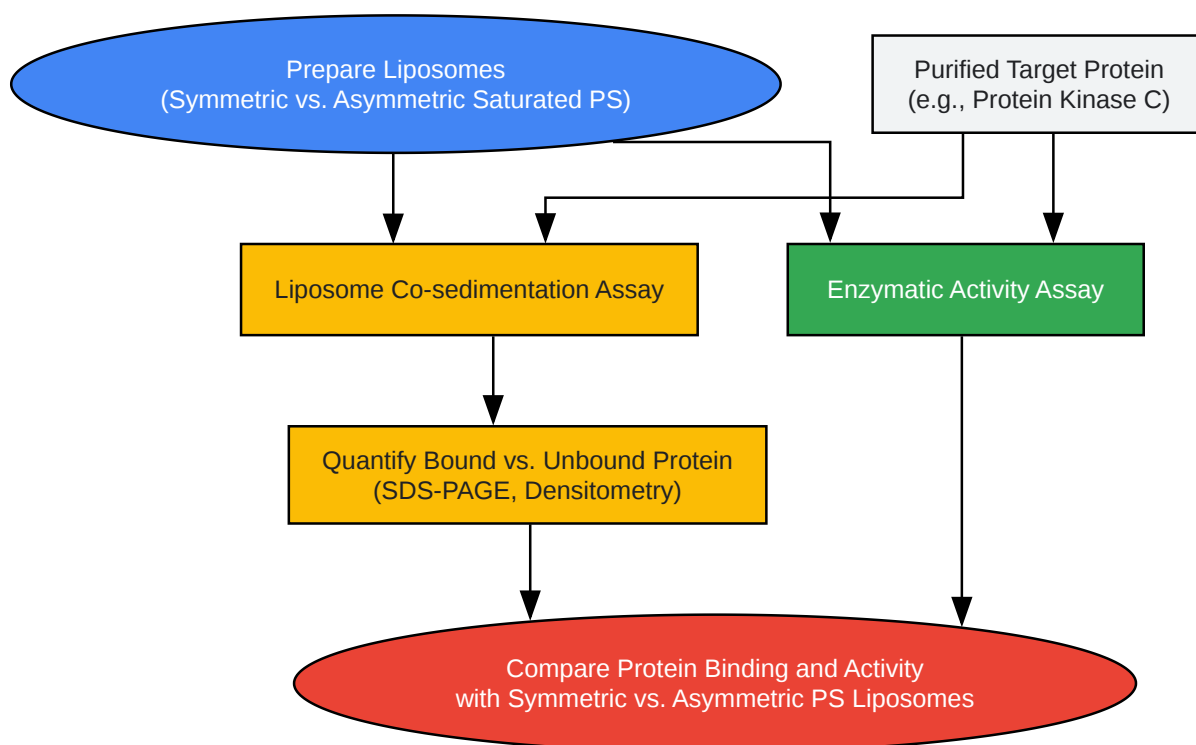 Prepare Liposomes
(Symmetric vs. Asymmetric Saturated PS)
Purified Target Protein
(e.g., Protein Kinase C)
Liposome Co-sedimentation Assay
Enzymatic Activity Assay
Quantify Bound vs. Unbound Protein
(SDS-PAGE, Densitometry)
Compare Protein Binding and Activity
with Symmetric vs. Asymmetric PS Liposomes